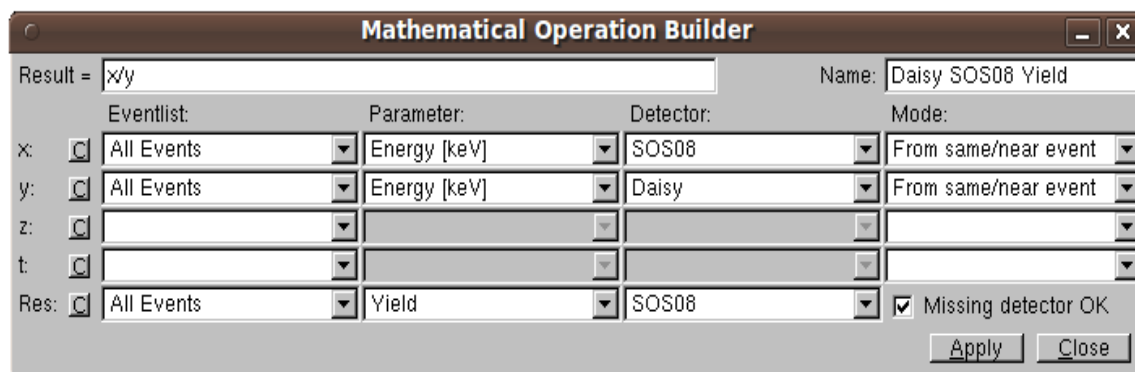 Mathematical Operation Builder
Result = x/y Name: Daisy SOS08 Yield
Eventlist: Parameter: Detector: Mode:
x: C All Events Energy [keV] SOS08 From same/near event
y: C All Events Energy [keV] Daisy From same/near event
z: C
t: C
Res: C All Events Yield SOS08 Missing detector OK
Apply Close